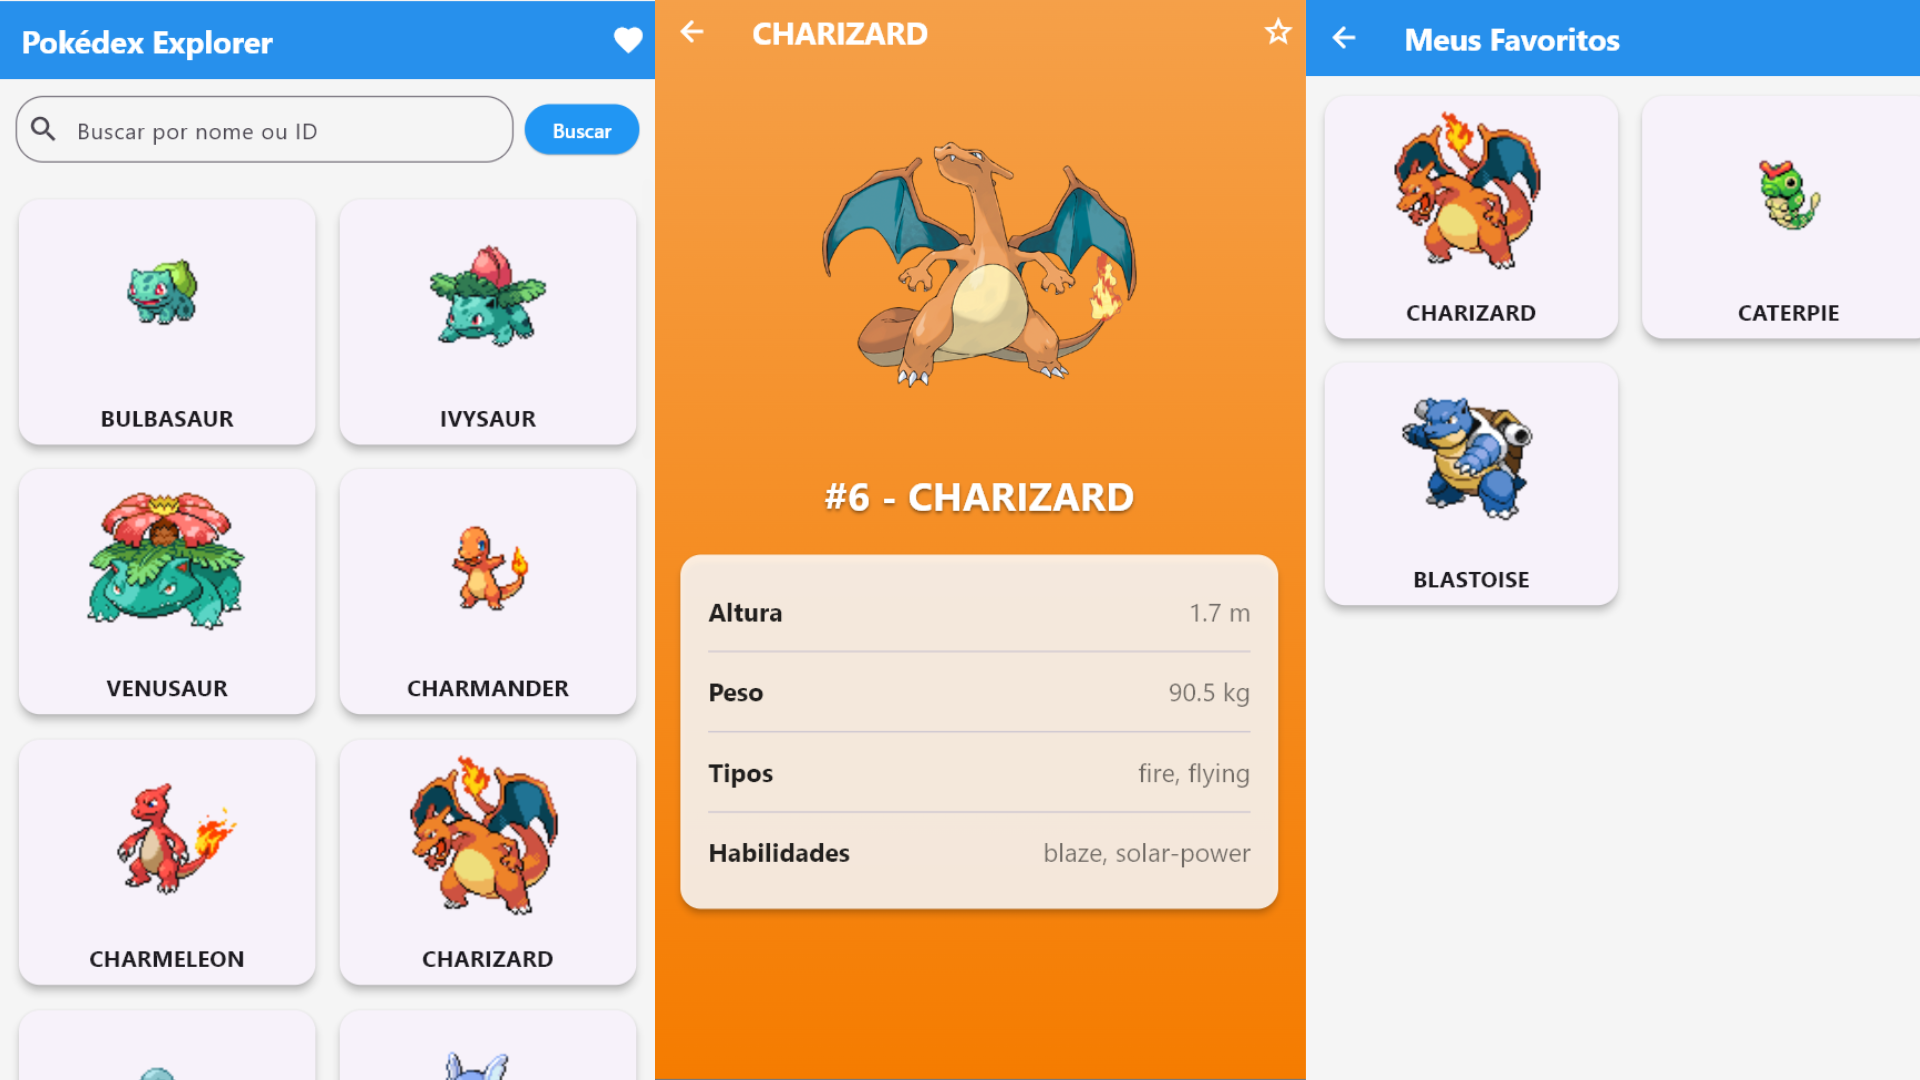 Pokédex Explorer
Buscar por nome ou ID
Buscar
BULBASAUR
IVYSAUR
VENUSAUR
CHARMANDER
CHARMELEON
CHARIZARD
CHARIZARD
#6 - CHARIZARD
Altura 1.7 m
Peso 90.5 kg
Tipos fire, flying
Habilidades blaze, solar-power
Meus Favoritos
CHARIZARD
CATERPIE
BLASTOISE